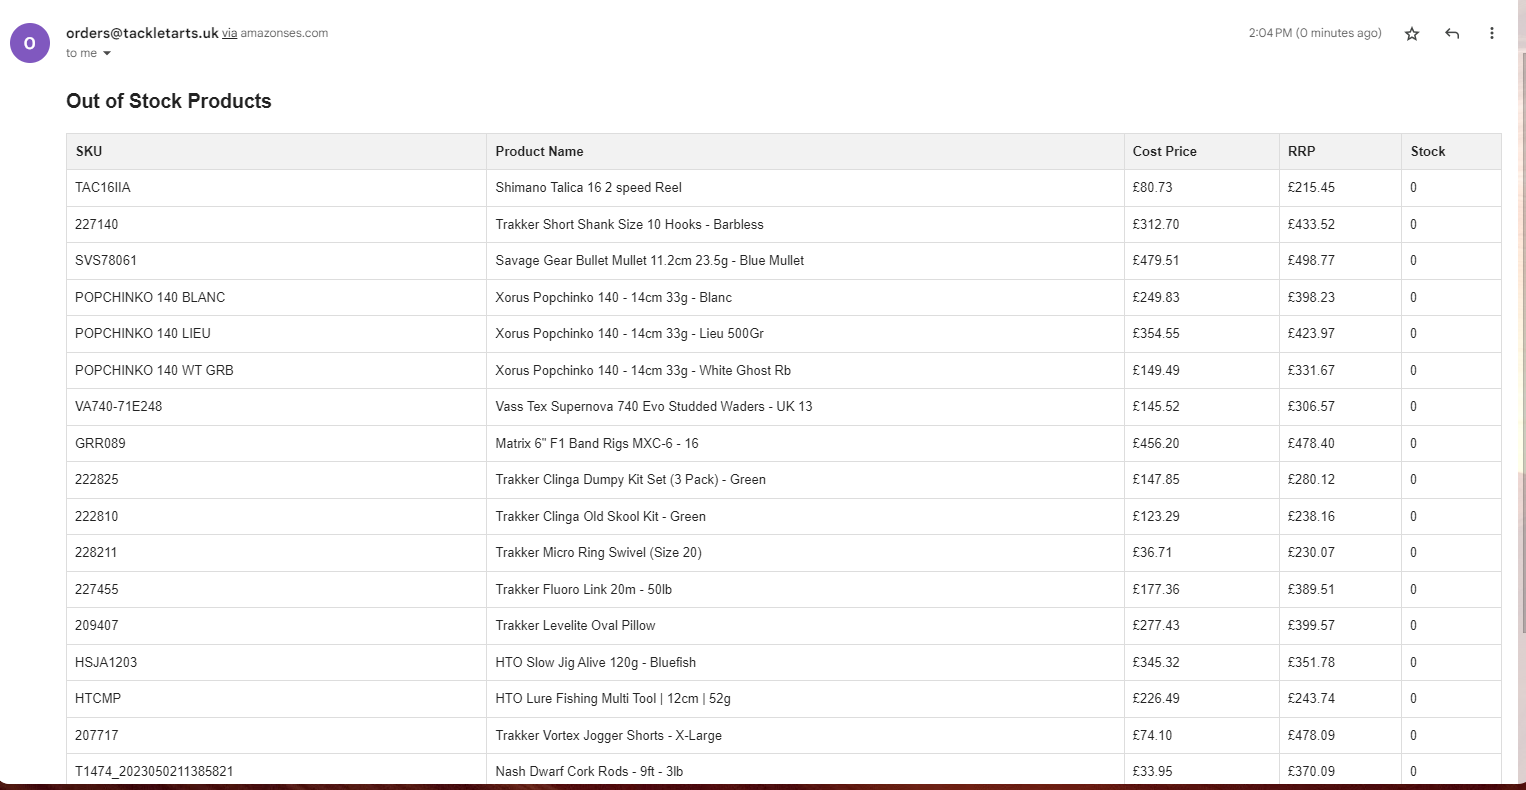 O
orders@tackletarts.uk via amazonses.com
2:04 PM (0 minutes ago)
to me
Out of Stock Products
SKU Product Name Cost Price RRP Stock
TAC16IIA Shimano Talica 16 2 speed Reel £80.73 £215.45 0
227140 Trakker Short Shank Size 10 Hooks - Barbless £312.70 £433.52 0
SVS78061 Savage Gear Bullet Mullet 11.2cm 23.5g - Blue Mullet £479.51 £498.77 0
POPCHINKO 140 BLANC Xorus Popchinko 140 - 14cm 33g - Blanc £249.83 £398.23 0
POPCHINKO 140 LIEU Xorus Popchinko 140 - 14cm 33g - Lieu 500Gr £354.55 £423.97 0
POPCHINKO 140 WT GRB Xorus Popchinko 140 - 14cm 33g - White Ghost Rb £149.49 £331.67 0
VA740-71E248 Vass Tex Supernova 740 Evo Studded Waders - UK 13 £145.52 £306.57 0
GRR089 Matrix 6" F1 Band Rigs MXC-6 - 16 £456.20 £478.40 0
222825 Trakker Clinga Dumpy Kit Set (3 Pack) - Green £147.85 £280.12 0
222810 Trakker Clinga Old Skool Kit - Green £123.29 £238.16 0
228211 Trakker Micro Ring Swivel (Size 20) £36.71 £230.07 0
227455 Trakker Fluoro Link 20m - 50lb £177.36 £389.51 0
209407 Trakker Levelite Oval Pillow £277.43 £399.57 0
HSJA1203 HTO Slow Jig Alive 120g - Bluefish £345.32 £351.78 0
HTCMP HTO Lure Fishing Multi Tool | 12cm | 52g £226.49 £243.74 0
207717 Trakker Vortex Jogger Shorts - X-Large £74.10 £478.09 0
T1474_2023050211385821 Nash Dwarf Cork Rods - 9ft - 3lb £33.95 £370.09 0